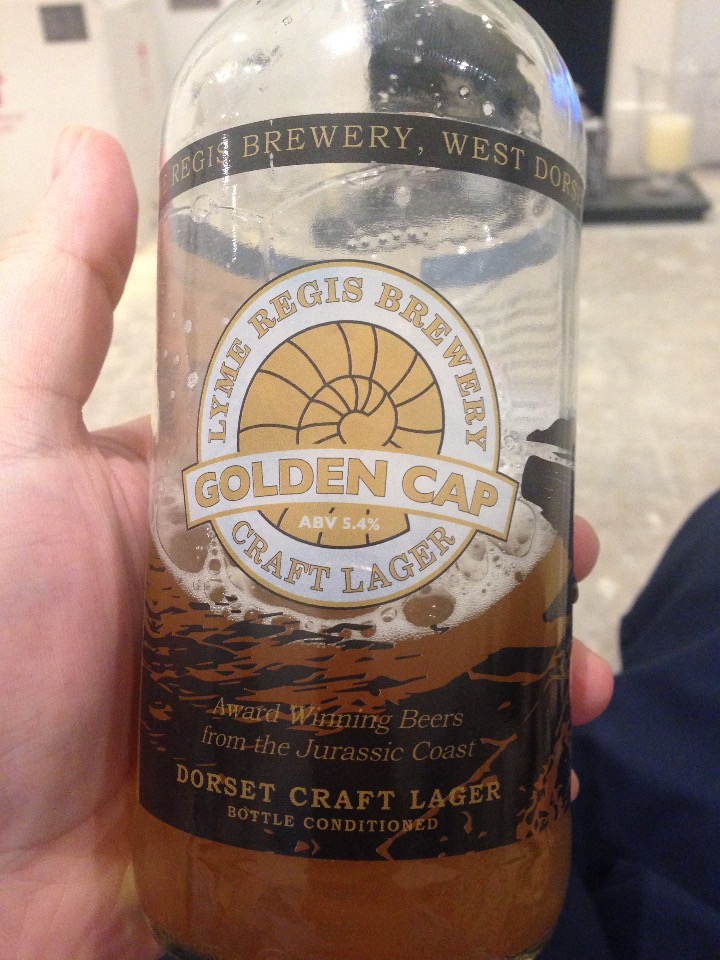 REGIS BREWERY, WEST DORS
LYME REGIS BREWERY
GOLDEN CAP
ABV 5.4%
CRAFT LAGER
Award Winning Beers
from the Jurassic Coast
DORSET CRAFT LAGER
BOTTLE CONDITIONED